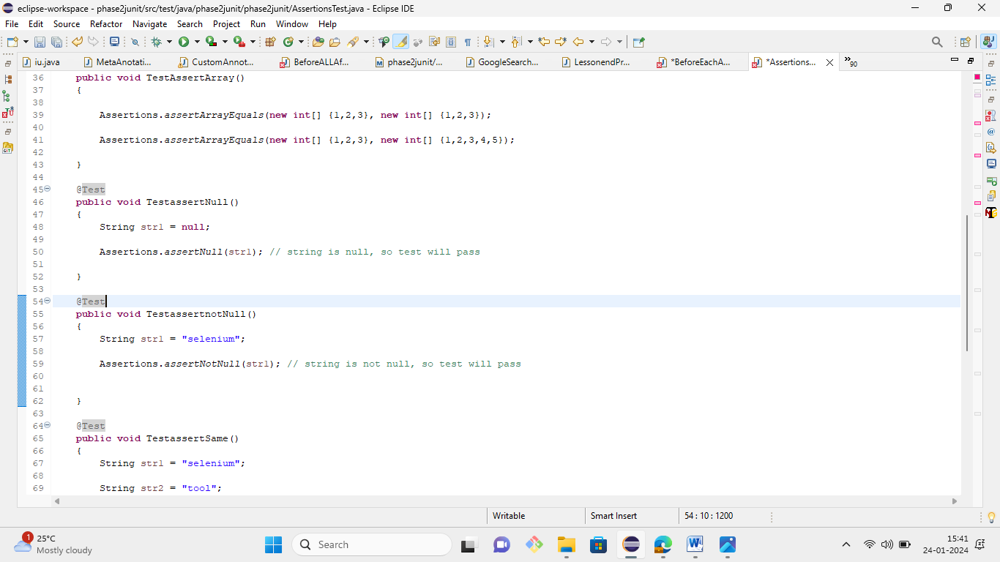 eclipse-workspace - phase2junit/src/test/java/phase2junit/phase2junit/AssertionsTest.java - Eclipse IDE
File Edit Source Refactor Navigate Search Project Run Window Help
iu.java MetaAnotati... CustomAnnot... BeforeALLAf... phase2junit/... GoogleSearch... LessonendPr... *BeforeEachA... *Assertions... 90
36 public void TestAssertArray()
37 {
38
39 Assertions.assertArrayEquals(new int[] {1,2,3}, new int[] {1,2,3});
40
41 Assertions.assertArrayEquals(new int[] {1,2,3}, new int[] {1,2,3,4,5});
42
43 }
44
45 @Test
46 public void TestassertNull()
47 {
48 String str1 = null;
49
50 Assertions.assertNull(str1); // string is null, so test will pass
51
52 }
53
54 @Test
55 public void TestassertnotNull()
56 {
57 String str1 = "selenium";
58
59 Assertions.assertNotNull(str1); // string is not null, so test will pass
60
61
62 }
63
64 @Test
65 public void TestassertSame()
66 {
67 String str1 = "selenium";
68
69 String str2 = "tool";
Writable Smart Insert 54 : 10 : 1200
1 25°C
Mostly cloudy
Search
15:41
24-01-2024